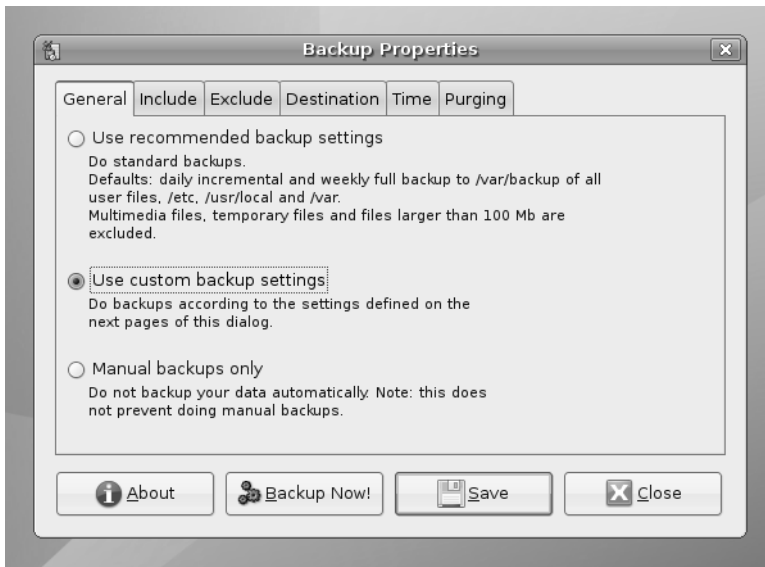 Backup Properties
General Include Exclude Destination Time Purging
Use recommended backup settings
Do standard backups.
Defaults: daily incremental and weekly full backup to /var/backup of all
user files, /etc, /usr/local and /var.
Multimedia files, temporary files and files larger than 100 Mb are
excluded.
Use custom backup settings
Do backups according to the settings defined on the
next pages of this dialog.
Manual backups only
Do not backup your data automatically. Note: this does
not prevent doing manual backups.
About Backup Now! Save Close